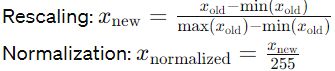 Rescaling: x_new = (x_old − min(x_old)) / (max(x_old) − min(x_old))
Normalization: x_normalized = x_new / 255